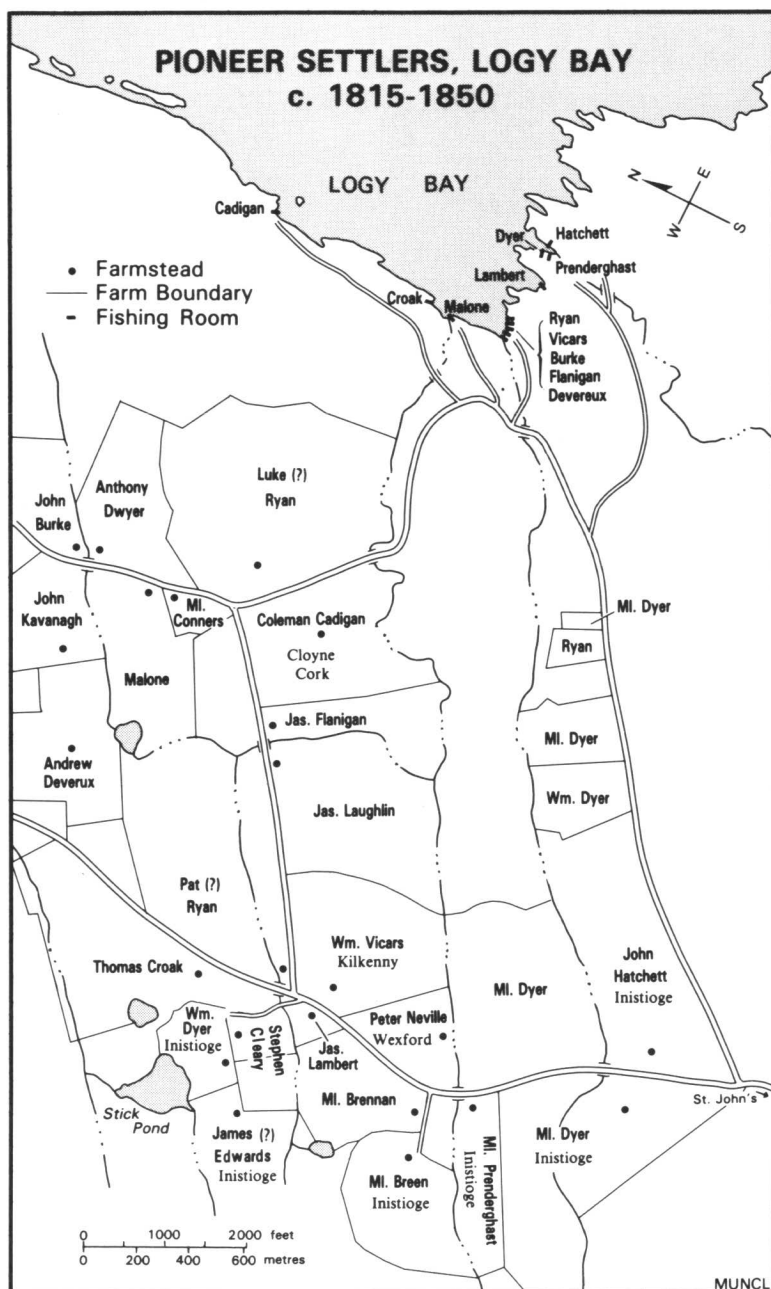 PIONEER SETTLERS, LOGY BAY
c. 1815-1850
LOGY BAY
N
E
W
S
Cadigan
Dyer
Hatchett
Prenderghast
Lambert
Croak
Malone
Ryan
Vicars
Burke
Flanigan
Devereux
Farmstead
Farm Boundary
Fishing Room
John
Burke
Anthony
Dwyer
Luke (?)
Ryan
John
Kavanagh
Ml.
Conners
Coleman Cadigan
Cloyne
Cork
Ml. Dyer
Ryan
Malone
Jas. Flanigan
Ml. Dyer
Andrew
Deverux
Jas. Laughlin
Wm. Dyer
Pat (?)
Ryan
Thomas Croak
Wm. Vicars
Kilkenny
Ml. Dyer
John
Hatchett
Inistioge
Wm.
Dyer
Inistioge
Stephen
Cleary
Jas.
Lambert
Peter Neville
Wexford
Stick
Pond
James (?)
Edwards
Inistioge
Ml. Brennan
Ml. Breen
Inistioge
Ml. Prenderghast
Inistioge
Ml. Dyer
Inistioge
St. John's
0 1000 2000 feet
0 200 400 600 metres
MUNCL